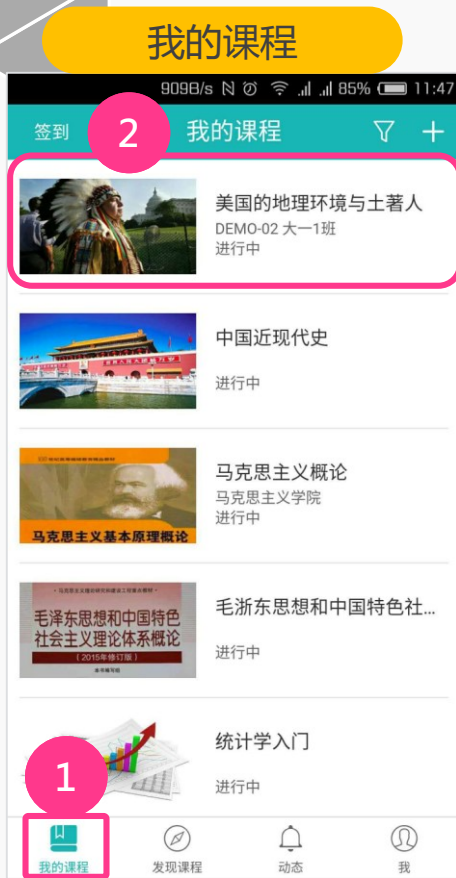 我的课程
909B/s 85% 11:47
签到 2 我的课程
美国的地理环境与土著人
DEMO-02 大一1班
进行中
中国近现代史
进行中
马克思主义基本原理概论
马克思主义概论
马克思主义学院
进行中
毛泽东思想和中国特色
社会主义理论体系概论
(2015年修订版)
毛浙东思想和中国特色社...
进行中
统计学入门
进行中
1
我的课程 发现课程 动态 我